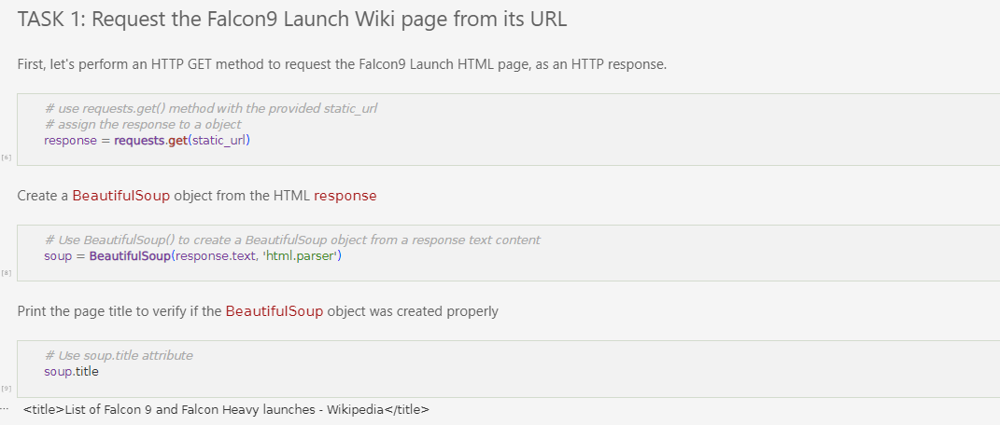 TASK 1: Request the Falcon9 Launch Wiki page from its URL
First, let's perform an HTTP GET method to request the Falcon9 Launch HTML page, as an HTTP response.
# use requests.get() method with the provided static_url
# assign the response to a object
response = requests.get(static_url)
[6]
Create a BeautifulSoup object from the HTML response
# Use BeautifulSoup() to create a BeautifulSoup object from a response text content
soup = BeautifulSoup(response.text, 'html.parser')
[8]
Print the page title to verify if the BeautifulSoup object was created properly
# Use soup.title attribute
soup.title
[9]
... <title>List of Falcon 9 and Falcon Heavy launches - Wikipedia</title>